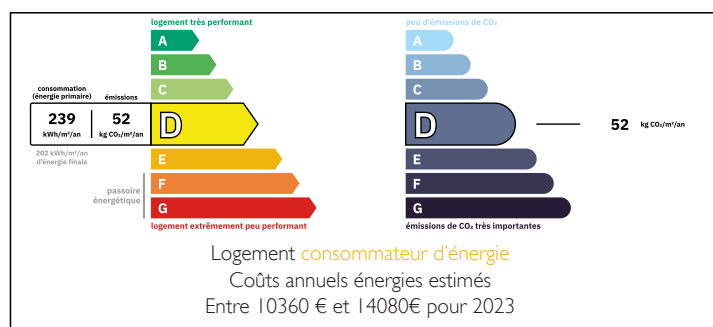 logement très performant
A
B
C
consommation
(énergie primaire)
émissions
239
kWh/m²/an
52
kg CO₂/m²/an
D
202 kWh/m²/an
d'énergie finale
E
passoire
énergétique
F
G
logement extrêmement peu performant
peu d'émissions de CO₂
A
B
C
D
52 kg CO₂/m²/an
E
F
G
émissions de CO₂ très importantes
Logement consommateur d'énergie
Coûts annuels énergies estimés
Entre 10360 € et 14080€ pour 2023